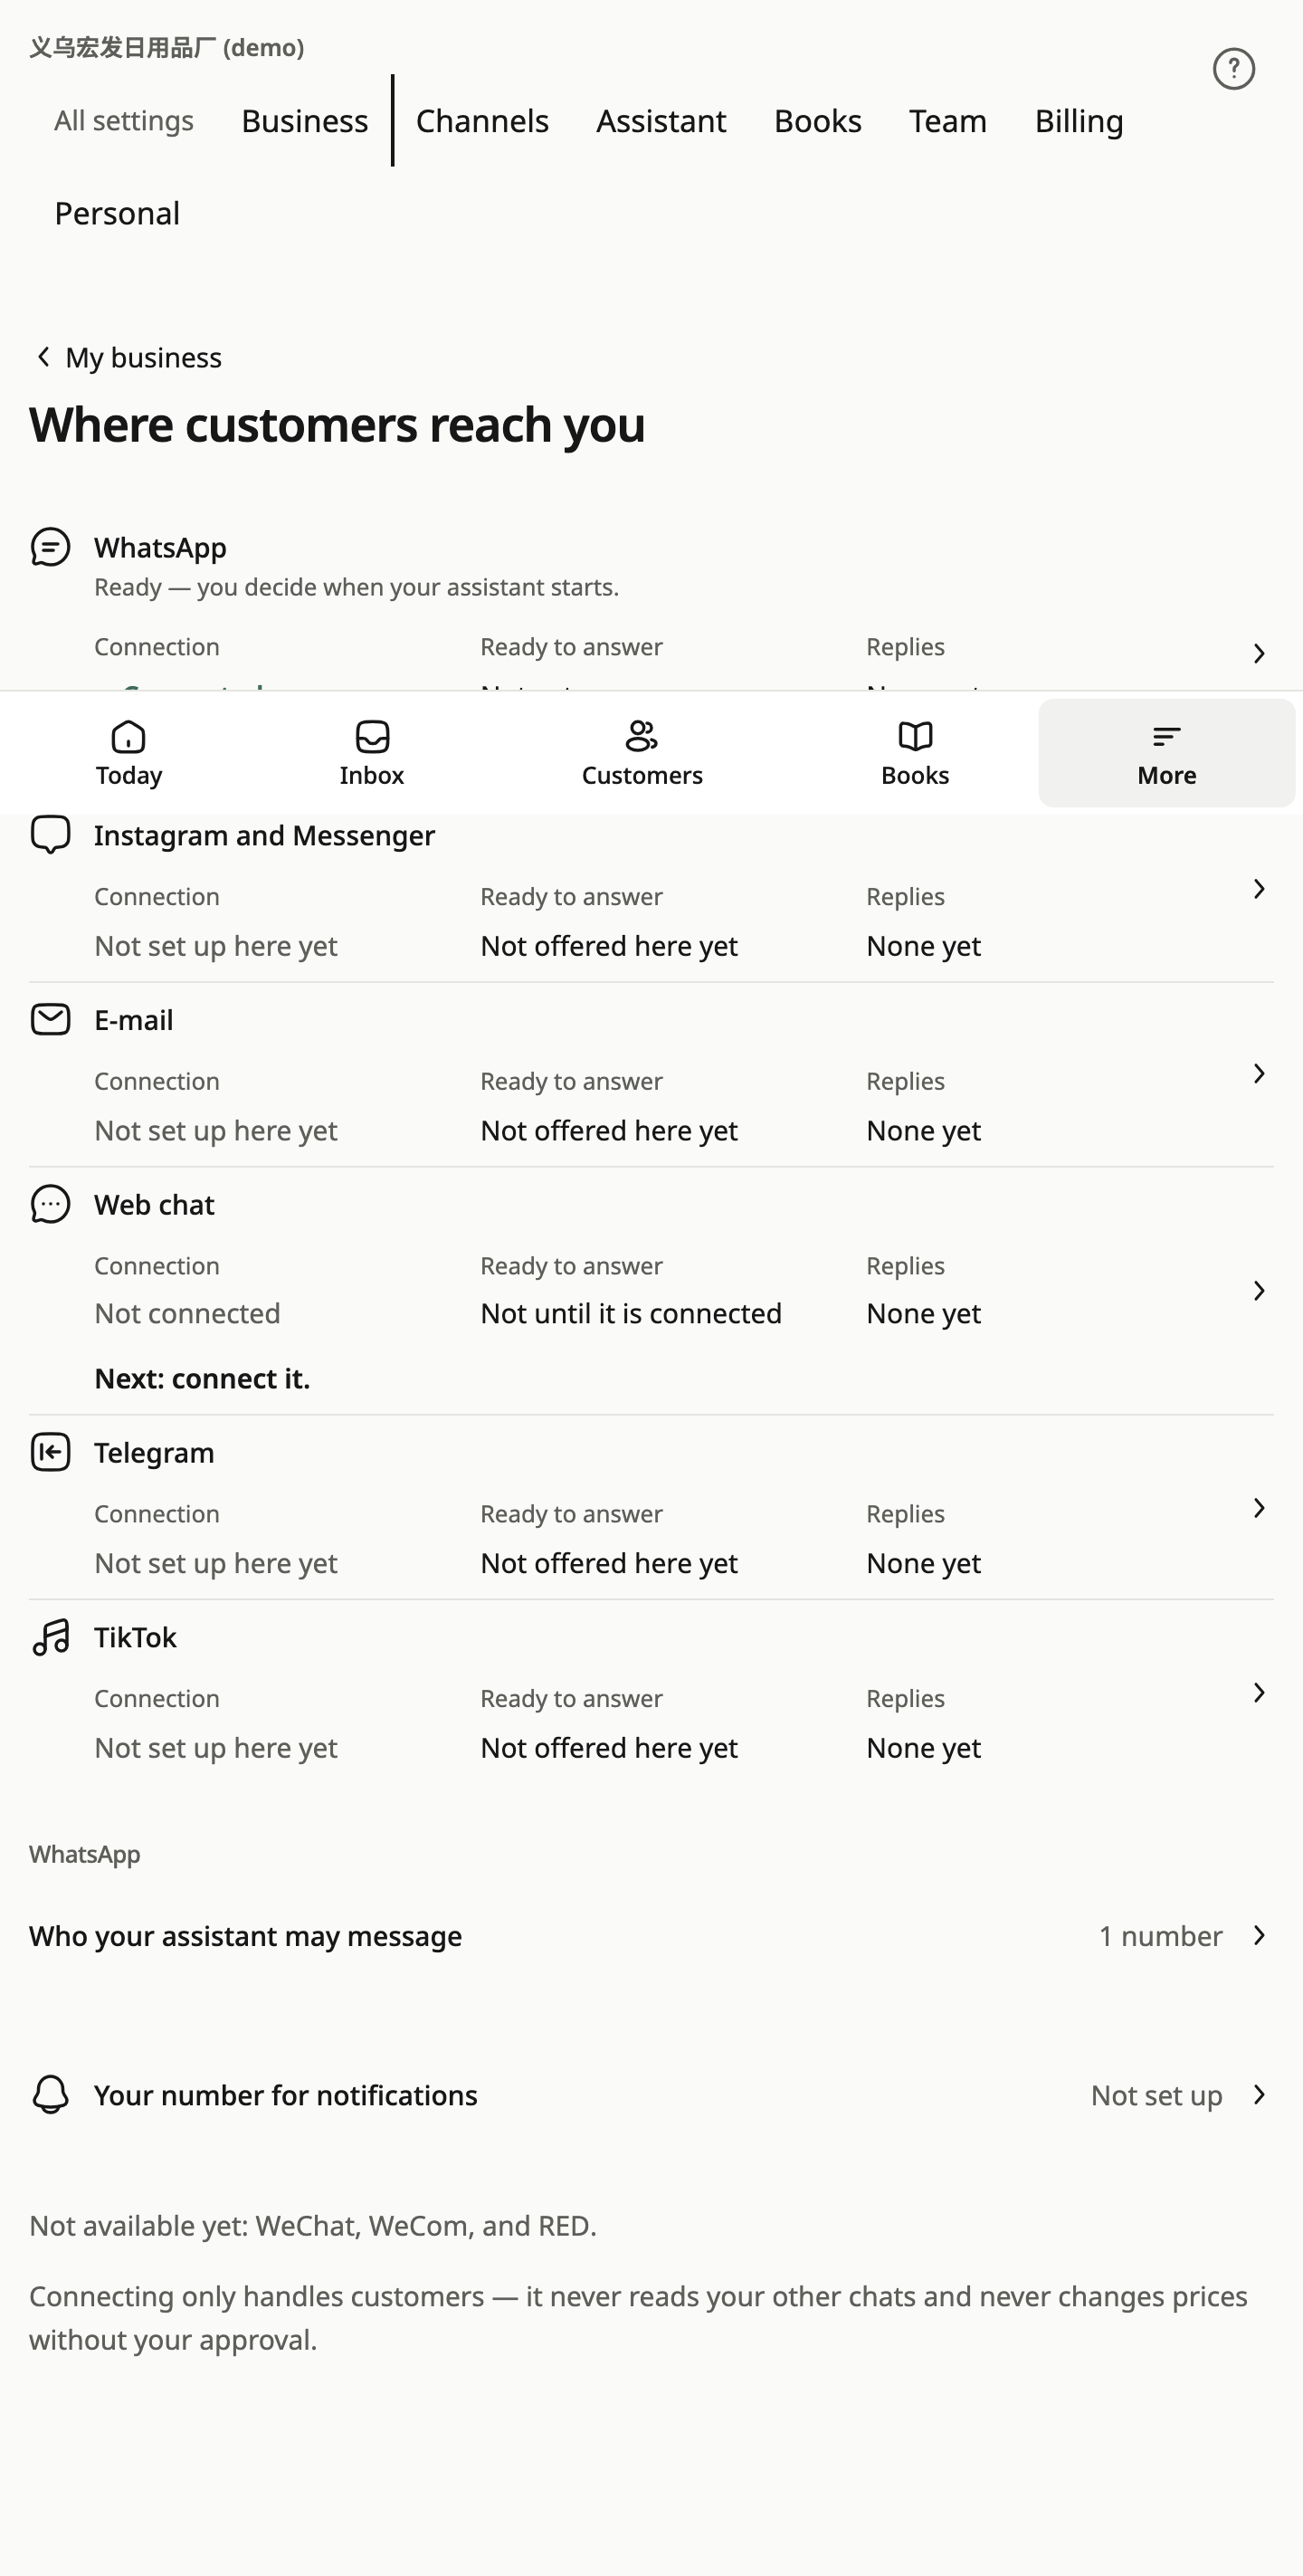 义乌宏发日用品厂 (demo)
All settings Business Channels Assistant Books Team Billing
Personal
My business
Where customers reach you
WhatsApp
Ready — you decide when your assistant starts.
Connection Ready to answer Replies
Today Inbox Customers Books More
Instagram and Messenger
Connection Ready to answer Replies
Not set up here yet Not offered here yet None yet
E-mail
Connection Ready to answer Replies
Not set up here yet Not offered here yet None yet
Web chat
Connection Ready to answer Replies
Not connected Not until it is connected None yet
Next: connect it.
Telegram
Connection Ready to answer Replies
Not set up here yet Not offered here yet None yet
TikTok
Connection Ready to answer Replies
Not set up here yet Not offered here yet None yet
WhatsApp
Who your assistant may message 1 number
Your number for notifications Not set up
Not available yet: WeChat, WeCom, and RED.
Connecting only handles customers — it never reads your other chats and never changes prices
without your approval.